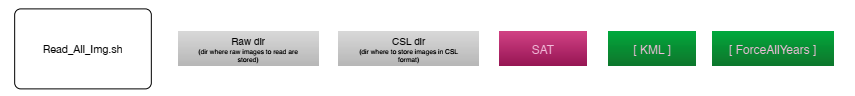 Read_All_Img.sh
Raw dir
(dir where raw images to read are
stored)
CSL dir
(dir where to store images in CSL
format)
SAT
[ KML ]
[ ForceAllYears ]